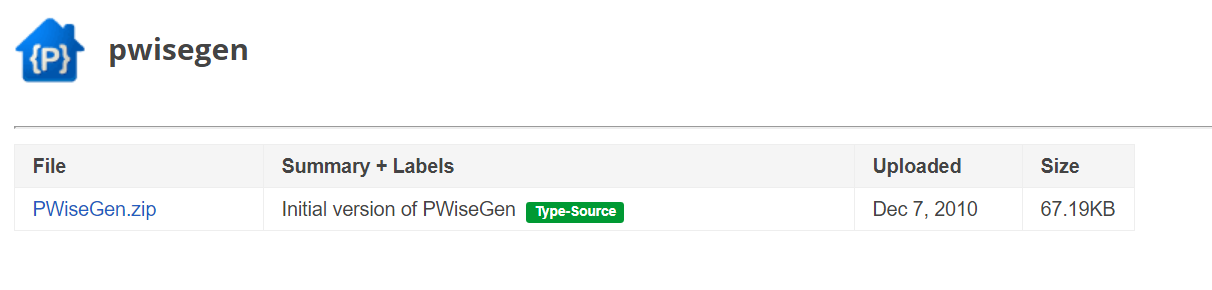 {P} pwisegen
File Summary + Labels Uploaded Size
PWiseGen.zip Initial version of PWiseGen Type-Source Dec 7, 2010 67.19KB